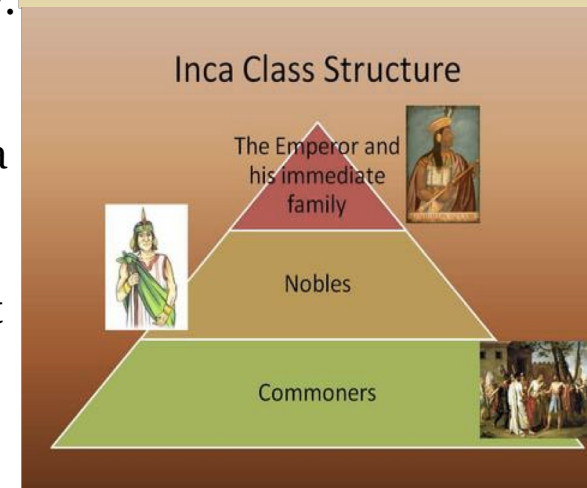 Inca Class Structure
The Emperor and
his immediate
family
Nobles
Commoners